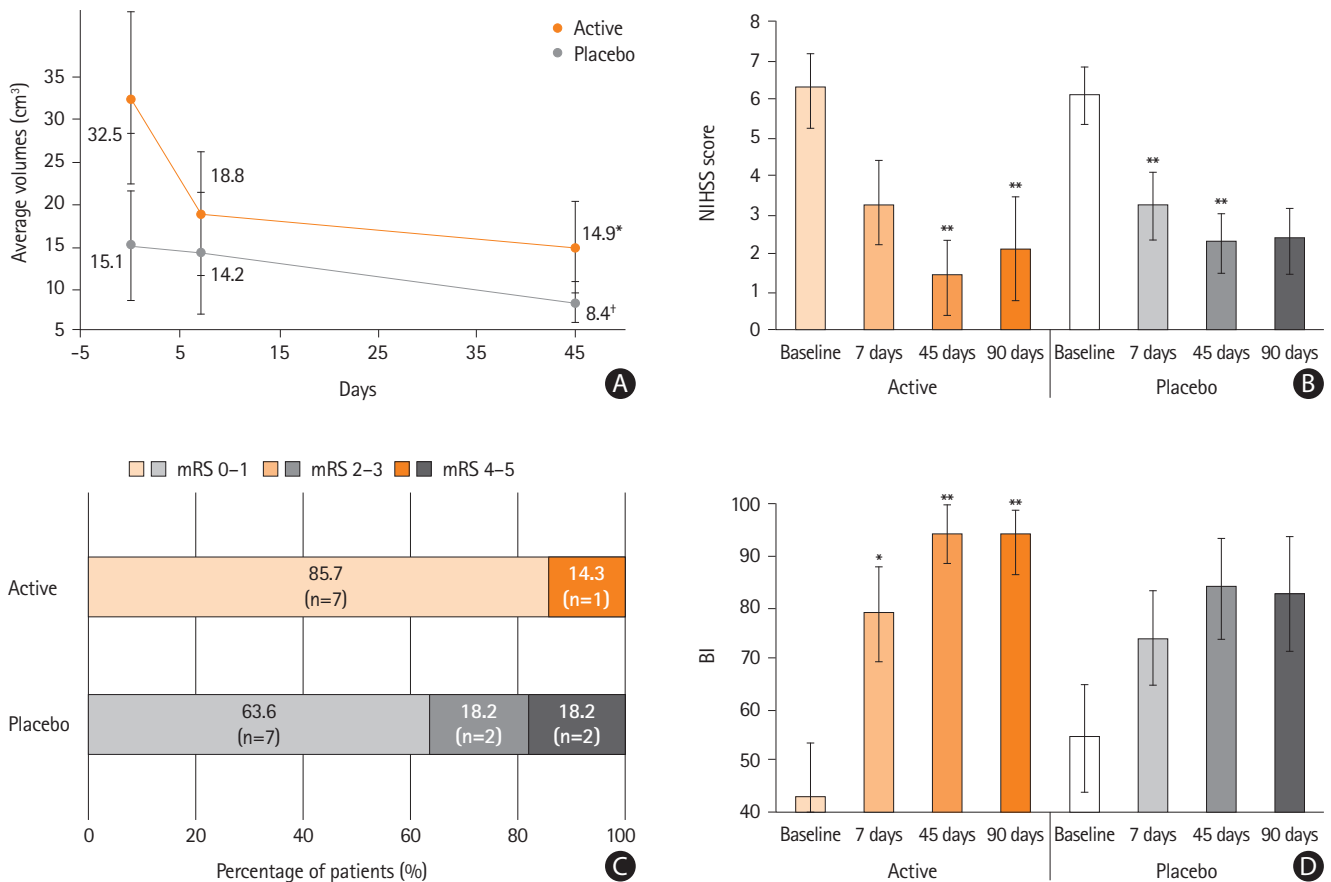 Active
Placebo
Average volumes (cm³)
35
30
25
20
15
10
5
32.5
18.8
14.9*
15.1
14.2
8.4†
-5 5 15 25 35 45
Days
A
NIHSS score
8
7
6
5
4
3
2
1
0
** ** ** **
Baseline 7 days 45 days 90 days Baseline 7 days 45 days 90 days
Active Placebo
B
mRS 0–1 mRS 2–3 mRS 4–5
Active
85.7
(n=7)
14.3
(n=1)
Placebo
63.6
(n=7)
18.2
(n=2)
18.2
(n=2)
0 20 40 60 80 100
Percentage of patients (%)
C
BI
100
90
80
70
60
50
40
* ** **
Baseline 7 days 45 days 90 days Baseline 7 days 45 days 90 days
Active Placebo
D